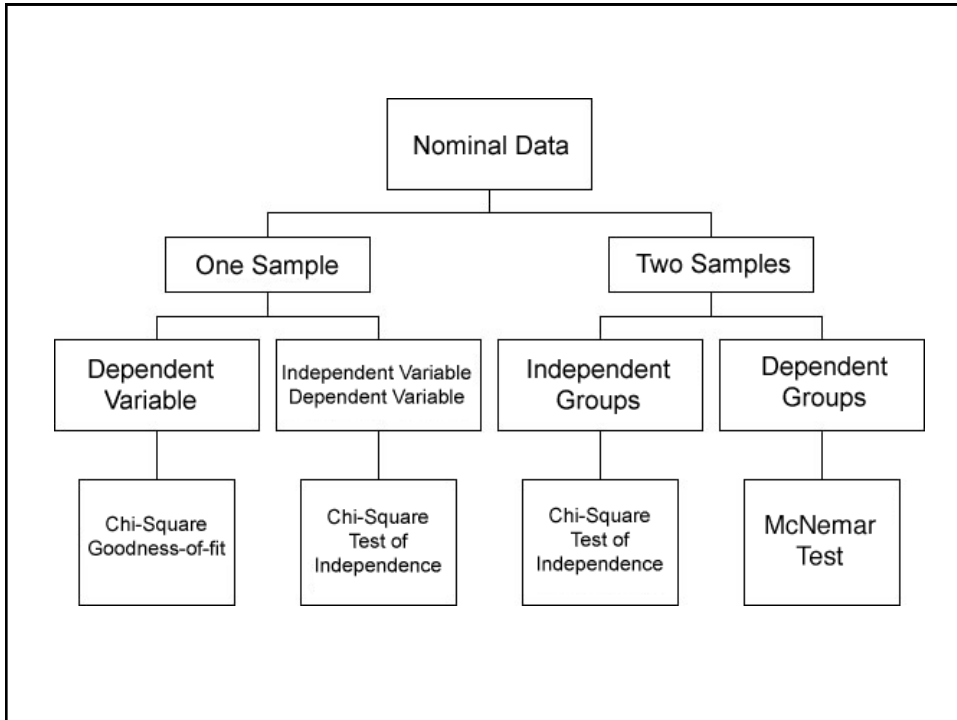 Nominal Data
One Sample
Two Samples
Dependent
Variable
Independent Variable
Dependent Variable
Independent
Groups
Dependent
Groups
Chi-Square
Goodness-of-fit
Chi-Square
Test of
Independence
Chi-Square
Test of
Independence
McNemar
Test